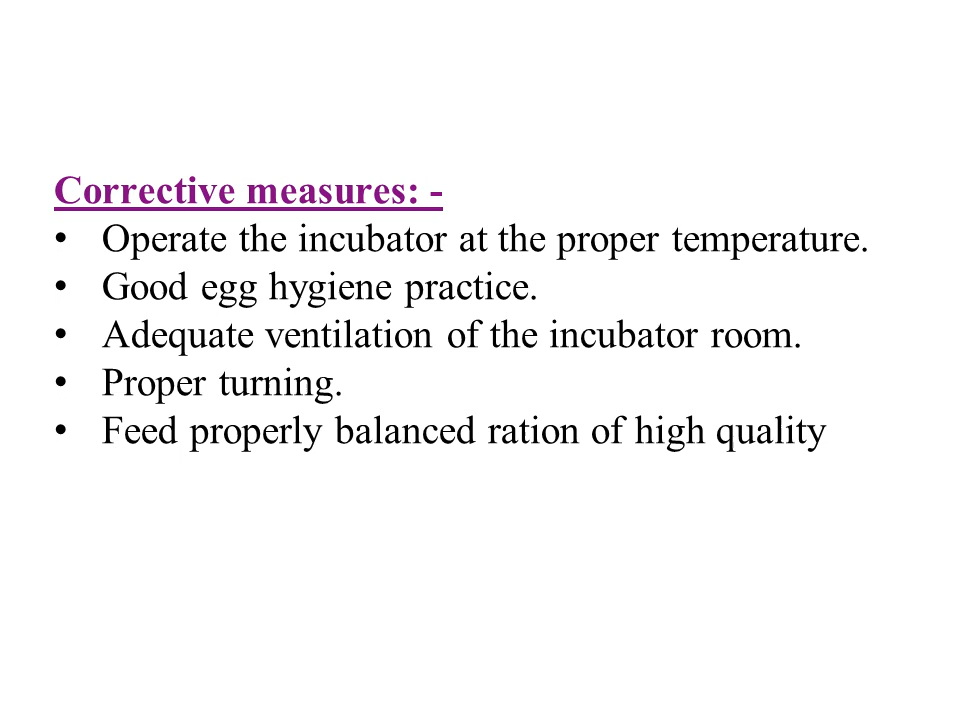 Corrective measures: -
• Operate the incubator at the proper temperature.
• Good egg hygiene practice.
• Adequate ventilation of the incubator room.
• Proper turning.
• Feed properly balanced ration of high quality